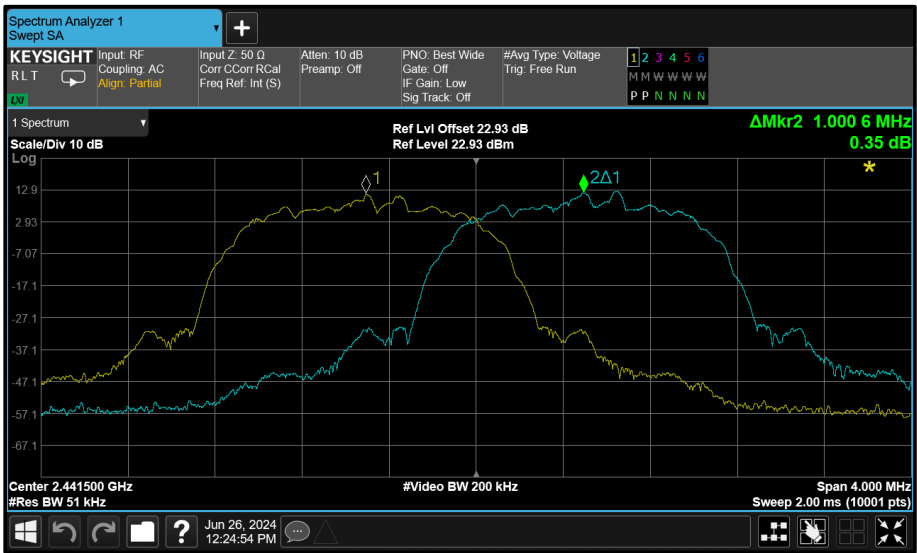 Spectrum Analyzer 1
Swept SA
+
KEYSIGHT
RLT
LXI
Input: RF
Coupling: AC
Align: Partial
Input Z: 50 Ω
Corr CCorr RCal
Freq Ref: Int (S)
Atten: 10 dB
Preamp: Off
PNO: Best Wide
Gate: Off
IF Gain: Low
Sig Track: Off
#Avg Type: Voltage
Trig: Free Run
1 2 3 4 5 6
M M W W W W
P P N N N N
1 Spectrum
Scale/Div 10 dB
Ref Lvl Offset 22.93 dB
Ref Level 22.93 dBm
ΔMkr2 1.000 6 MHz
0.35 dB
Log
*
1
2Δ1
12.9
2.93
-7.07
-17.1
-27.1
-37.1
-47.1
-57.1
-67.1
Center 2.441500 GHz
#Video BW 200 kHz
Span 4.000 MHz
#Res BW 51 kHz
Sweep 2.00 ms (10001 pts)
?
Jun 26, 2024
12:24:54 PM